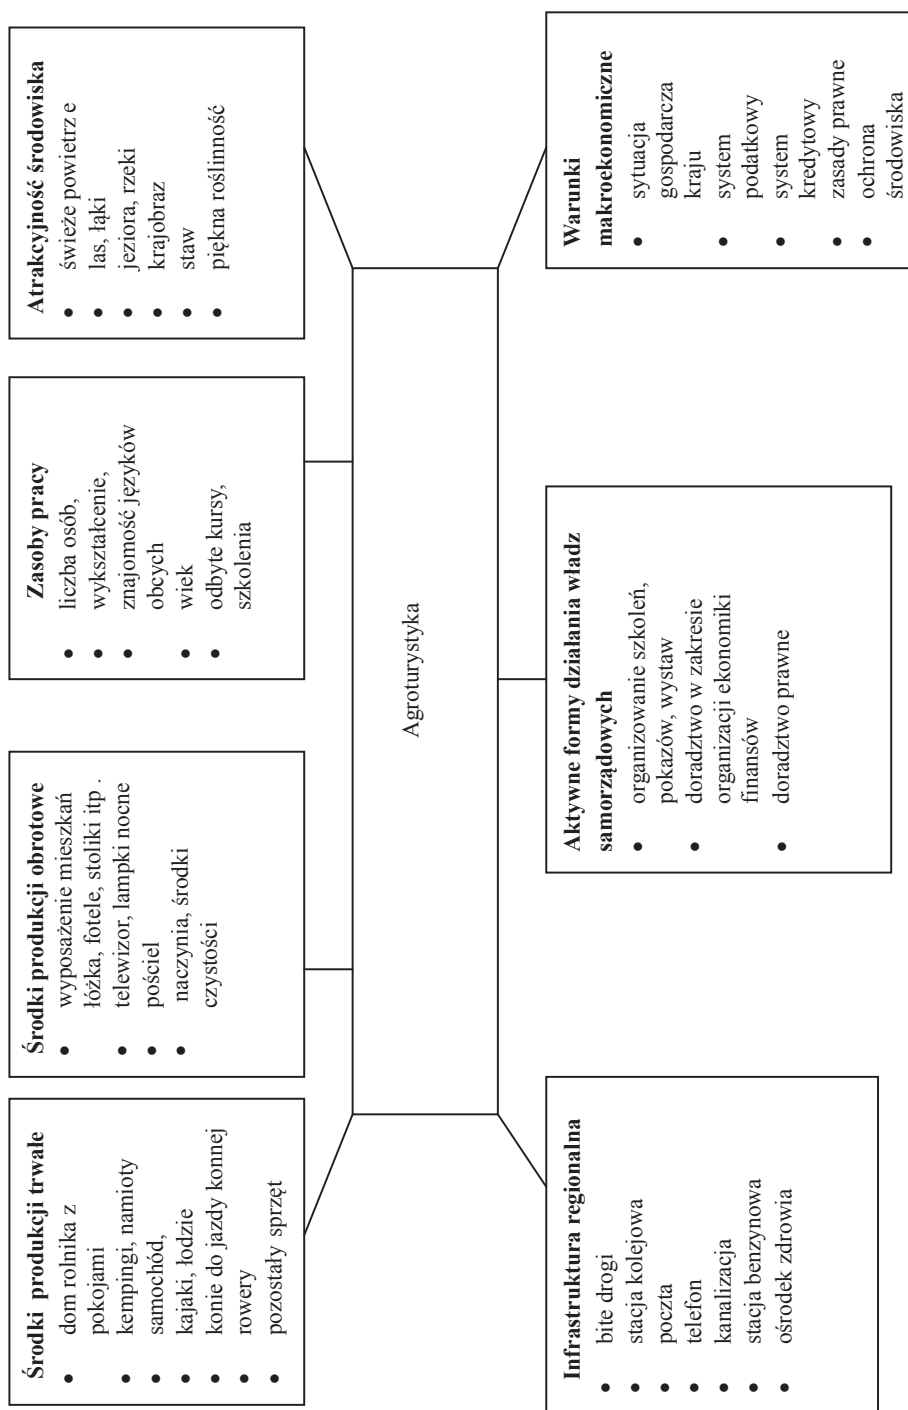 Środki produkcji trwałe
• dom rolnika z
pokojami
• kempingi, namioty
• samochód,
• kajaki, łodzie
• konie do jazdy konnej
• rowery
• pozostały sprzęt
Środki produkcji obrotowe
• wyposażenie mieszkań
łóżka, fotele, stoliki itp .
• telewizor, lampki nocne
• pościel
• naczynia, środki
czystości
Zasoby pracy
• liczba osób,
• wykształcenie,
• znajomość języków
obcych
• wiek
• odbyte kursy,
szkolenia
Atrakcyjność środowiska
• świeże powietrz e
• las, łąki
• jeziora, rzeki
• krajobraz
• staw
• piękna roślinność
Agroturystyka
Infrastruktura regionalna
• bite drogi
• stacja kolejowa
• poczta
• telefon
• kanalizacja
• stacja benzynowa
• ośrodek zdrowia
Aktywne formy działania władz
samorządowych
• organizowanie szkoleń,
pokazów, wystaw
• doradztwo w zakresie
organizacji ekonomiki
finansów
• doradztwo prawne
Warunki
makroekonomiczne
• sytuacja
gospodarcza
kraju
• system
podatkowy
• system
kredytowy
• zasady prawne
• ochrona
środowiska